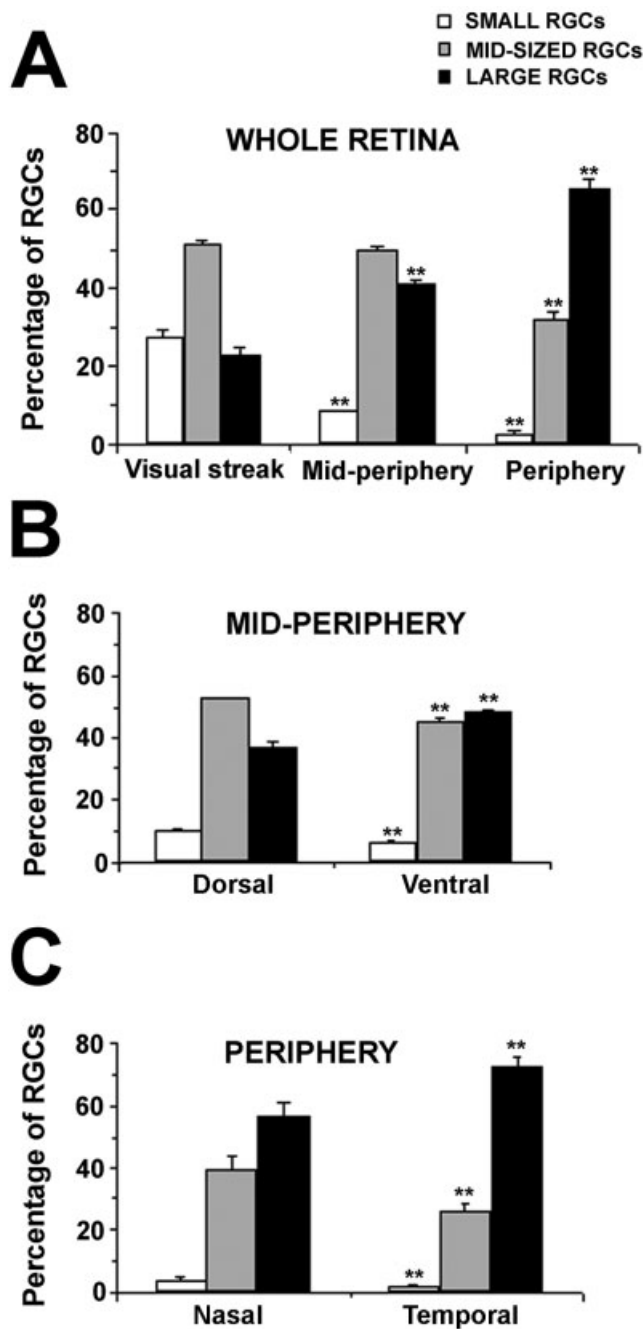 SMALL RGCs
MID-SIZED RGCs
LARGE RGCs
A
WHOLE RETINA
Percentage of RGCs
80
60
40
20
0
**
**
**
**
**
Visual streak
Mid-periphery
Periphery
B
MID-PERIPHERY
Percentage of RGCs
80
60
40
20
0
**
**
**
Dorsal
Ventral
C
PERIPHERY
Percentage of RGCs
80
60
40
20
0
**
**
**
Nasal
Temporal